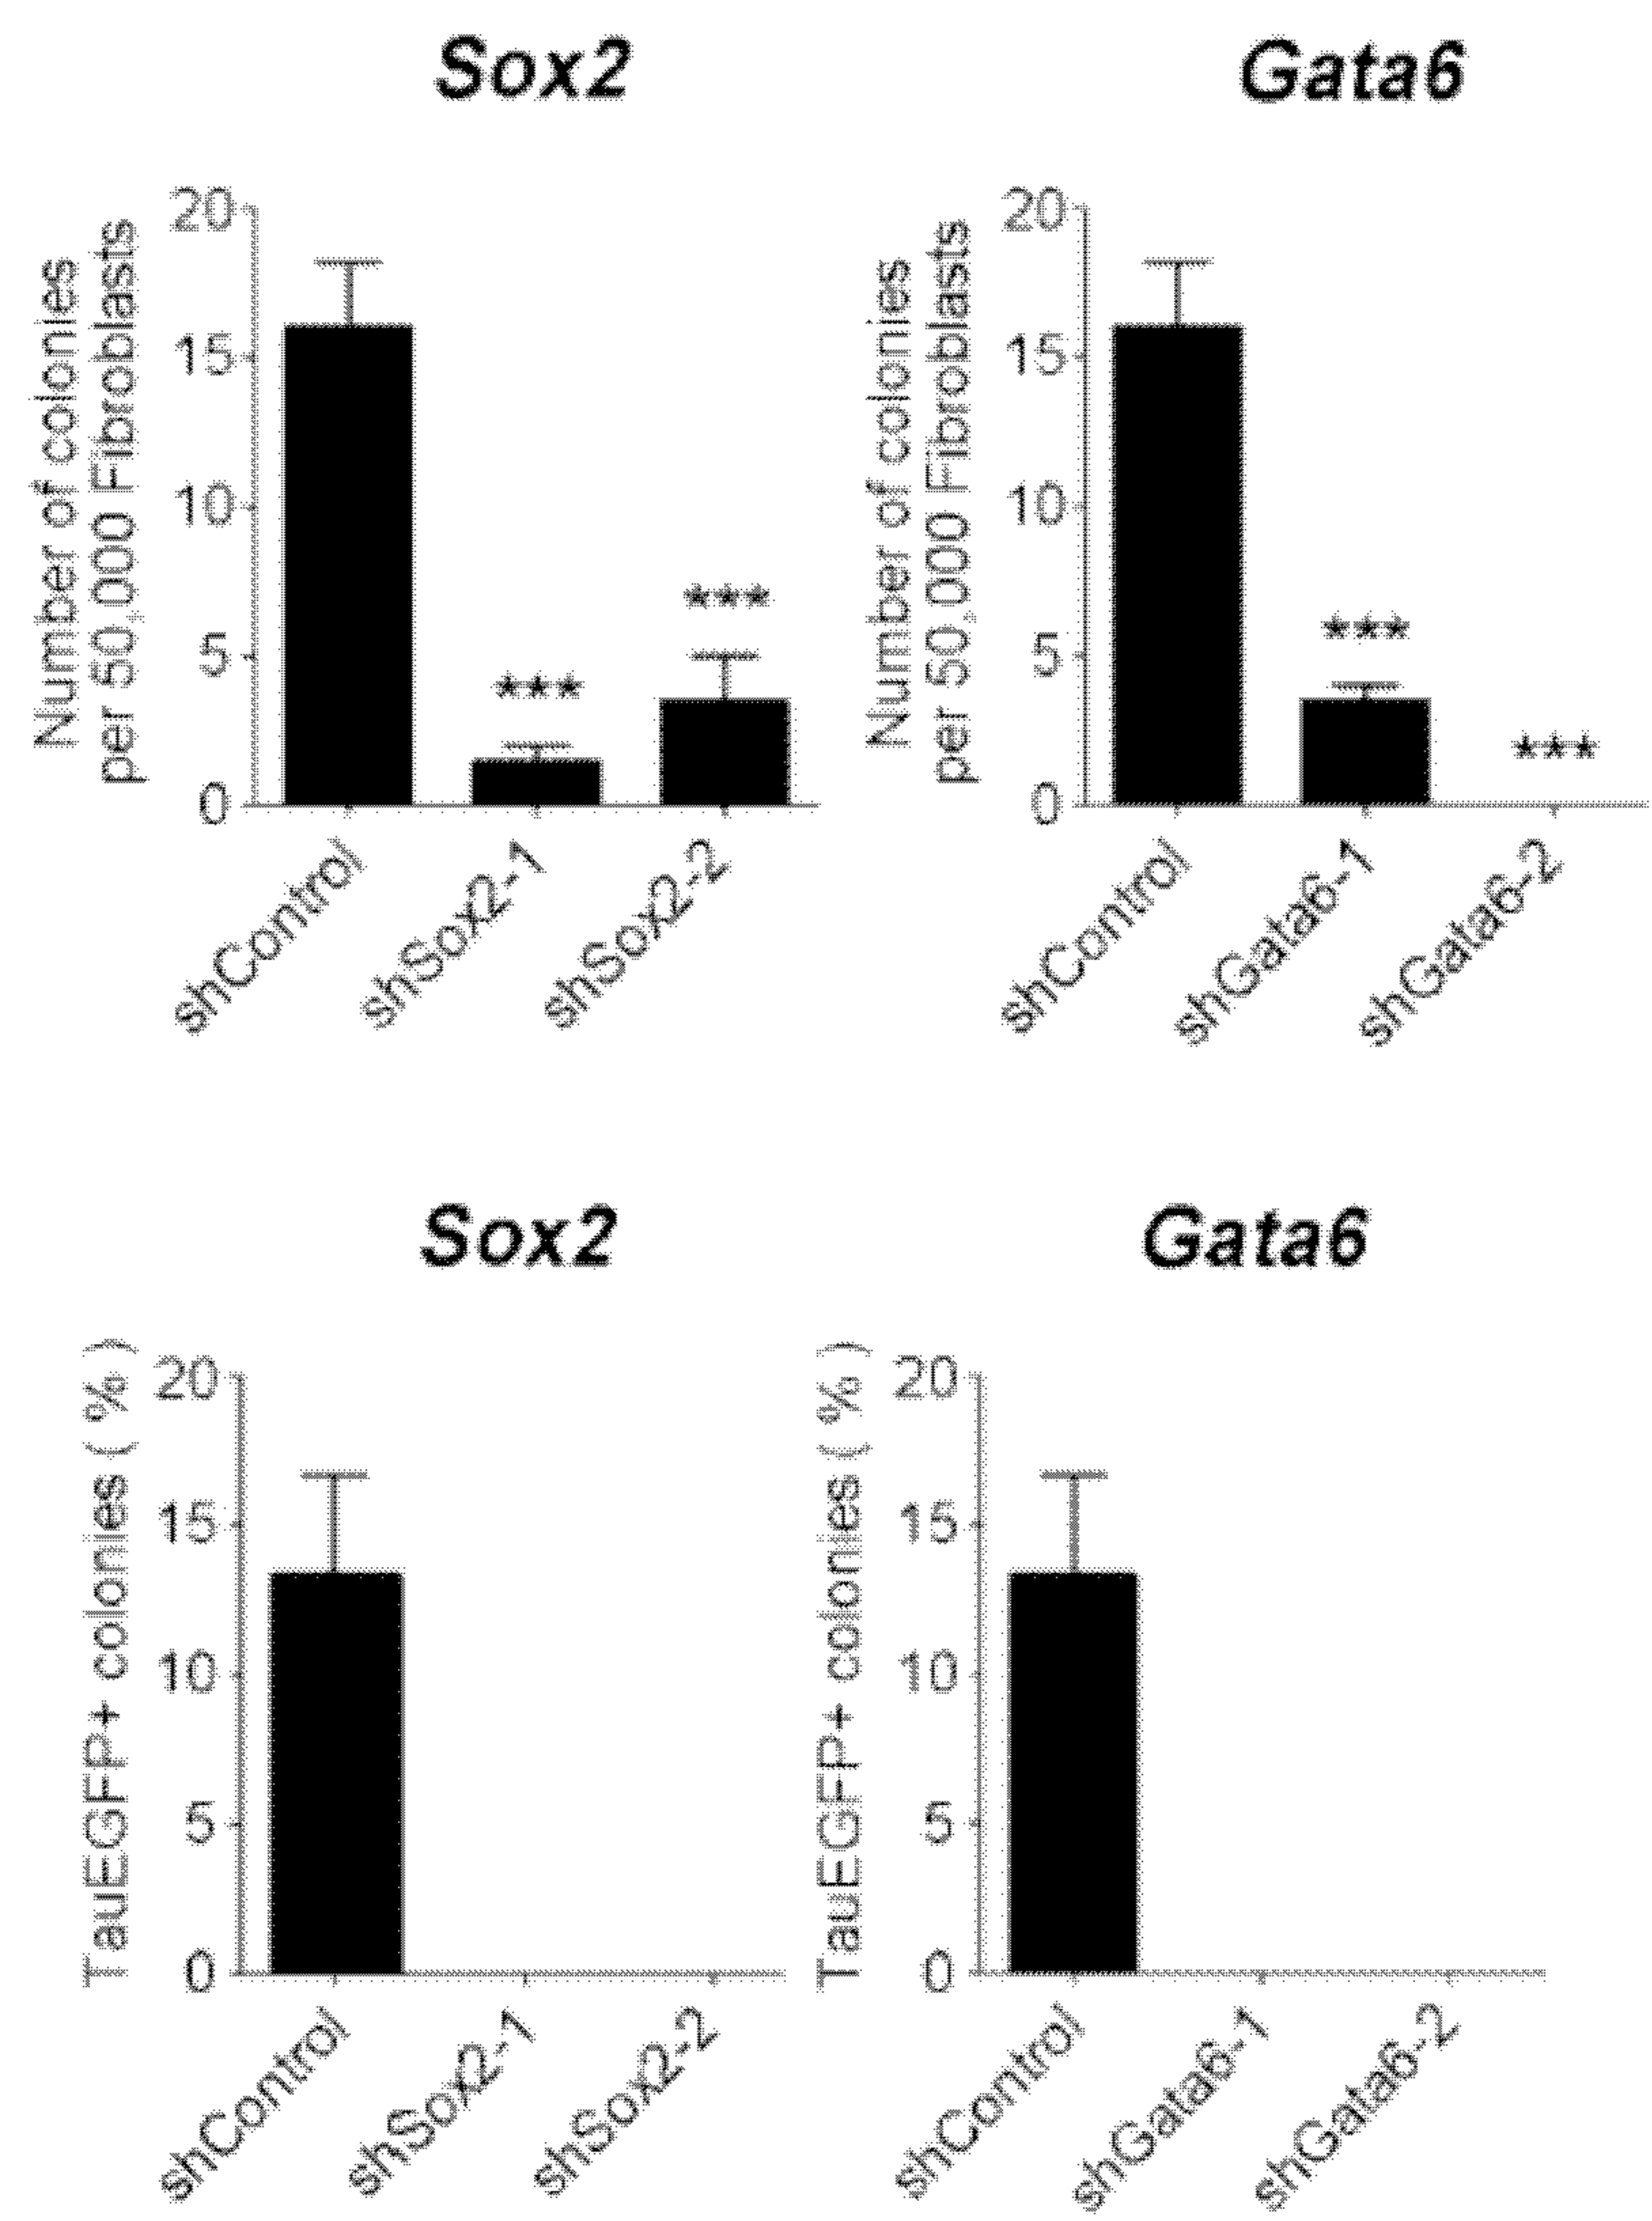 Sox2
Number of colonies
per 50,000 Fibroblasts
20
15
10
5
0
***
***
shControl
shSox2-1
shSox2-2
Gata6
Number of colonies
per 50,000 Fibroblasts
20
15
10
5
0
***
***
shControl
shGata6-1
shGata6-2
Sox2
TauEGFP+ colonies ( % )
20
15
10
5
0
shControl
shSox2-1
shSox2-2
Gata6
TauEGFP+ colonies ( % )
20
15
10
5
0
shControl
shGata6-1
shGata6-2